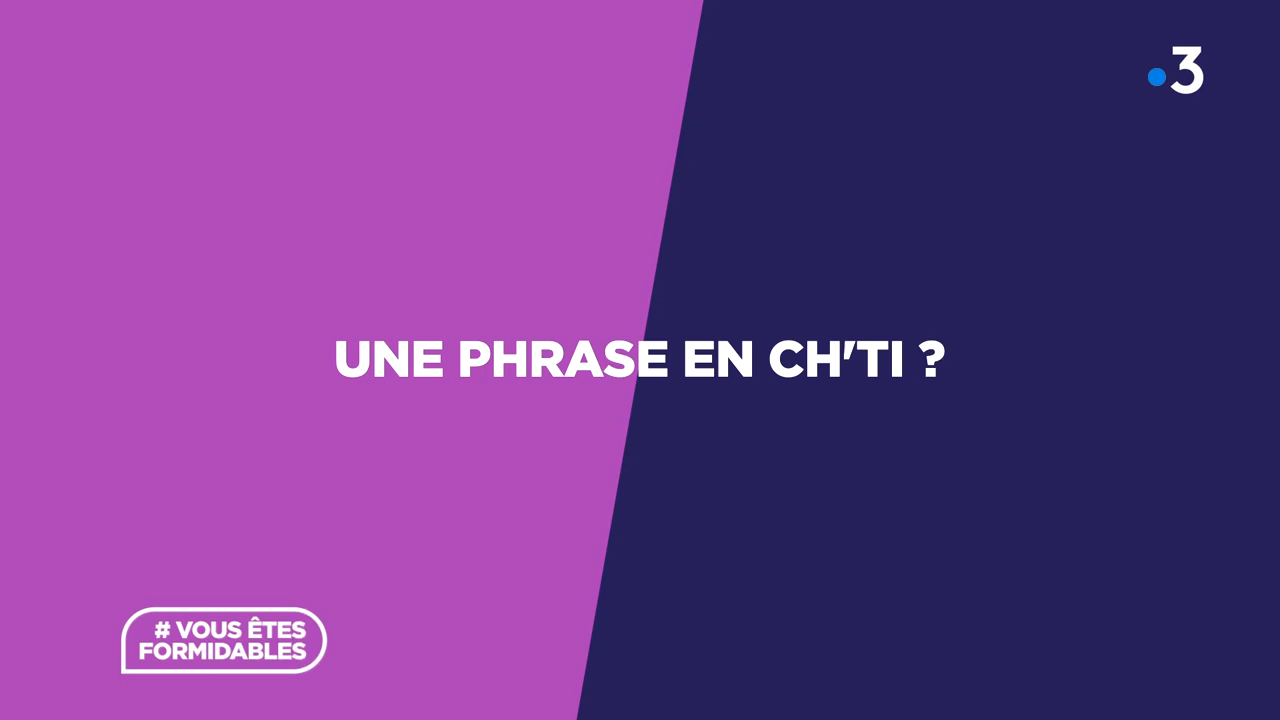 3
UNE PHRASE EN CH'TI ?
# VOUS ÊTES
FORMIDABLES